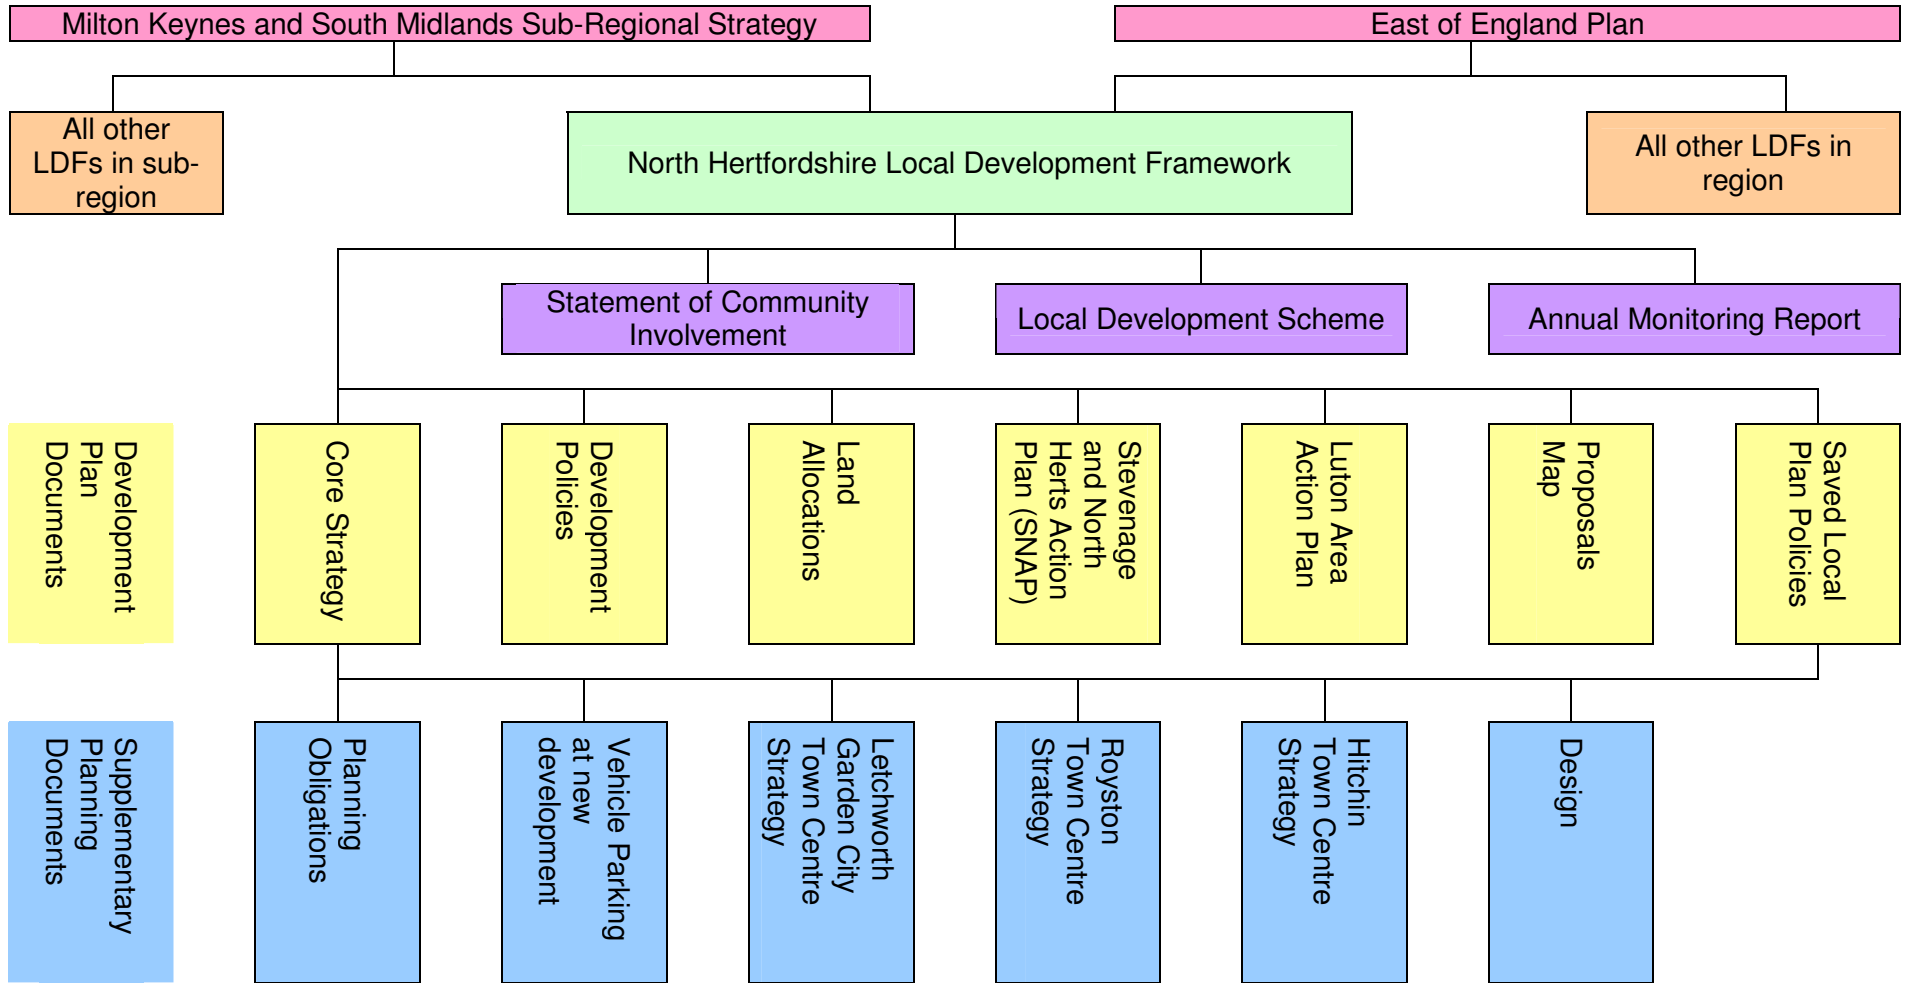 Milton Keynes and South Midlands Sub-Regional Strategy
East of England Plan
All other
LDFs in sub-
region
North Hertfordshire Local Development Framework
All other LDFs in
region
Statement of Community
Involvement
Local Development Scheme
Annual Monitoring Report
Development
Plan
Documents
Core Strategy
Development
Policies
Land
Allocations
Stevenage
and North
Herts Action
Plan (SNAP)
Luton Area
Action Plan
Proposals
Map
Saved Local
Plan Policies
Supplementary
Planning
Documents
Planning
Obligations
Vehicle Parking
at new
development
Letchworth
Garden City
Town Centre
Strategy
Royston
Town Centre
Strategy
Hitchin
Town Centre
Strategy
Design